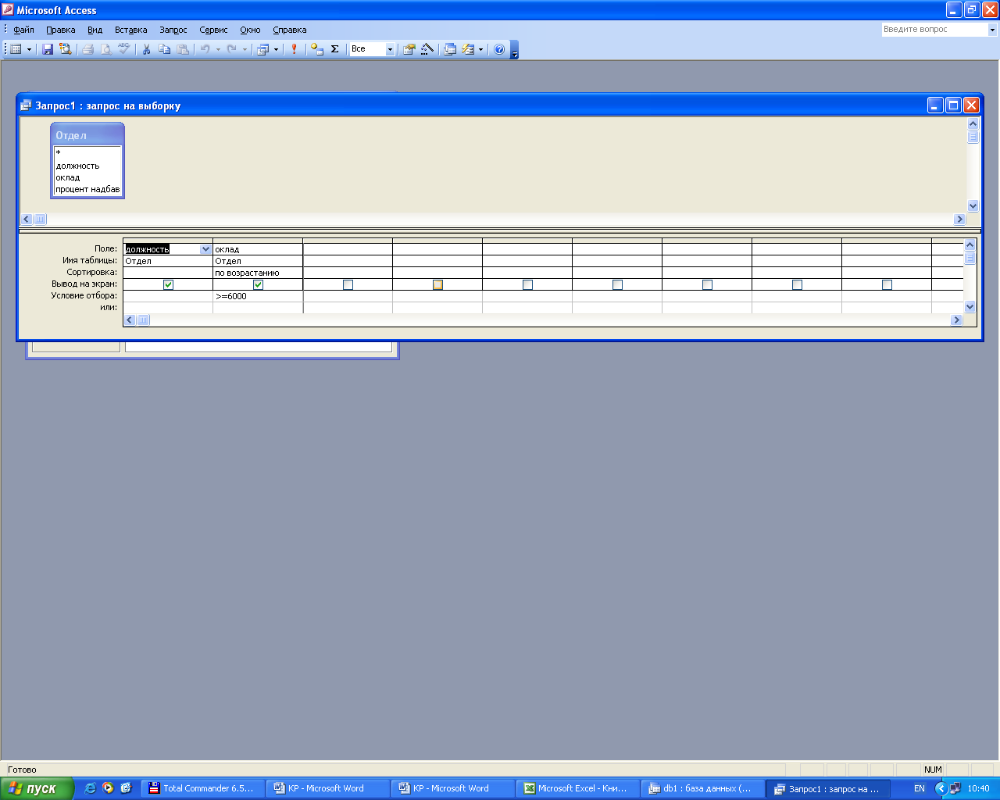 Microsoft Access
Файл Правка Вид Вставка Запрос Сервис Окно Справка
Введите вопрос
Все
Запрос1 : запрос на выборку
Отдел
*
должность
оклад
процент надбав
Поле: должность оклад
Имя таблицы: Отдел Отдел
Сортировка: по возрастанию
Вывод на экран:
Условие отбора: >=6000
или:
Готово
NUM
пуск
Total Commander 6.5...
КР - Microsoft Word
КР - Microsoft Word
Microsoft Excel - Кни...
db1 : база данных (...
Запрос1 : запрос на ...
EN
10:40